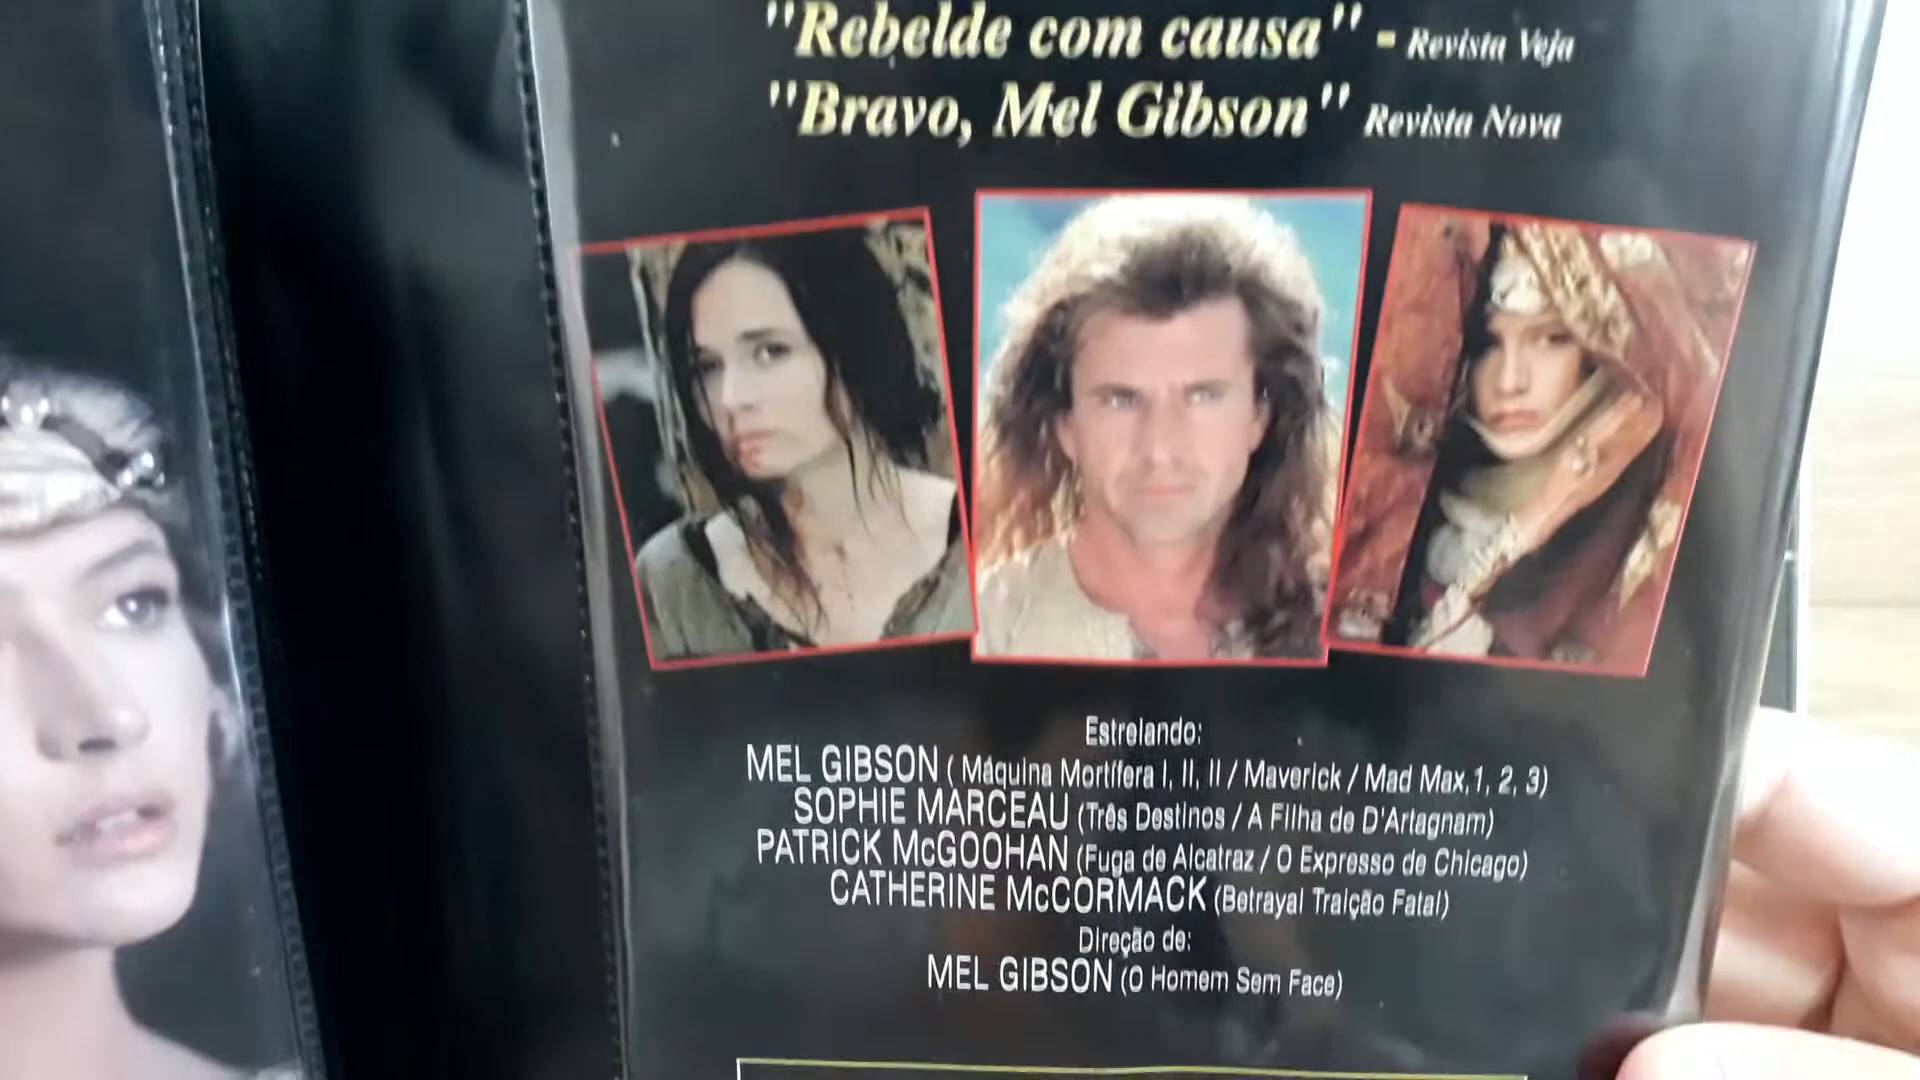 "Rebelde com causa" - Revista Veja
"Bravo, Mel Gibson" Revista Nova
Estrelando:
MEL GIBSON ( Máquina Mortífera I, II, II / Maverick / Mad Max,1, 2, 3)
SOPHIE MARCEAU (Três Destinos / A Filha de D'Artagnam)
PATRICK McGOOHAN (Fuga de Alcatraz / O Expresso de Chicago)
CATHERINE McCORMACK (Betrayal Traição Fatal)
Direção de:
MEL GIBSON (O Homem Sem Face)